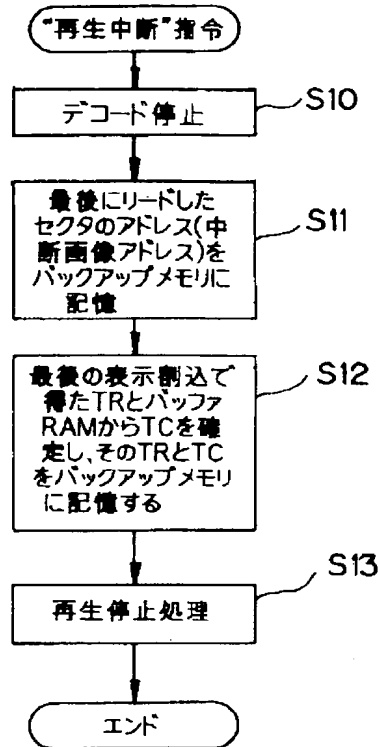 "再生中断"指令
デコード停止
S10
最後にリードした
セクタのアドレス(中
断画像アドレス)を
バックアップメモリに
記憶
S11
最後の表示割込で
得たTRとバッファ
RAMからTCを確
定し、そのTRとTC
をバックアップメモリ
に記憶する
S12
再生停止処理
S13
エンド